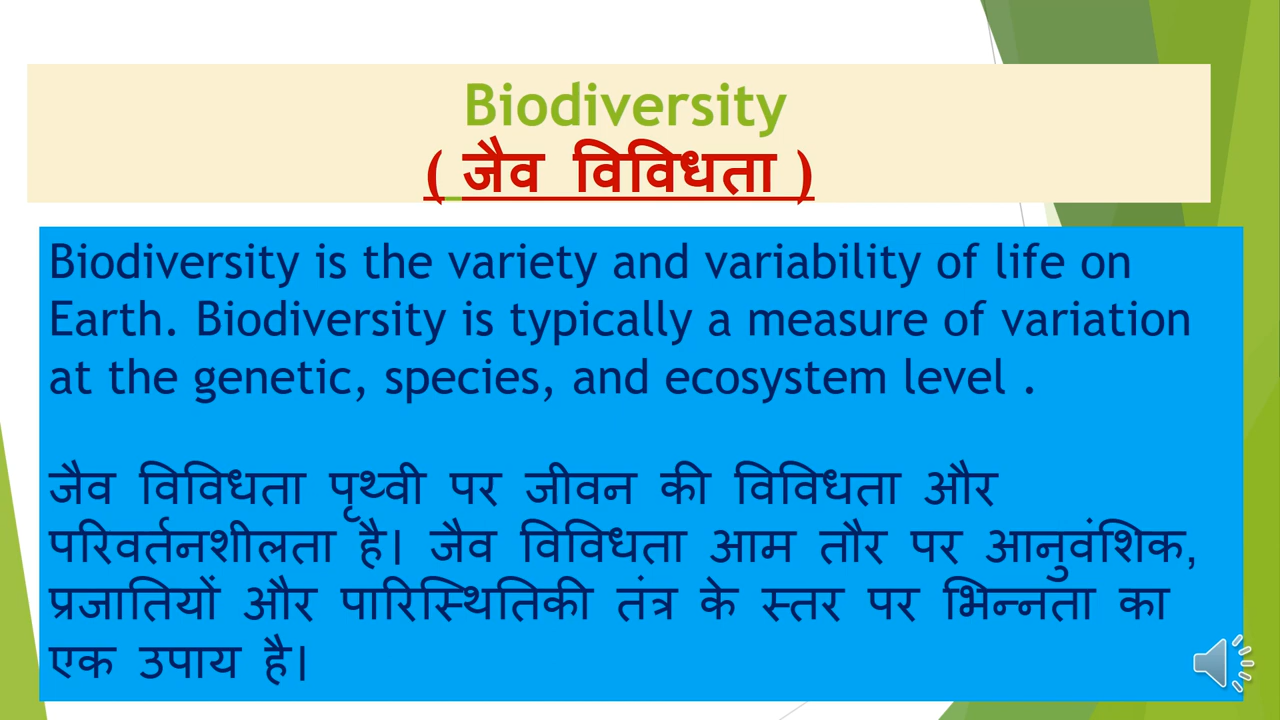 Biodiversity
( जैव विविधता )
Biodiversity is the variety and variability of life on
Earth. Biodiversity is typically a measure of variation
at the genetic, species, and ecosystem level .
जैव विविधता पृथ्वी पर जीवन की विविधता और
परिवर्तनशीलता है। जैव विविधता आम तौर पर आनुवंशिक,
प्रजातियों और पारिस्थितिकी तंत्र के स्तर पर भिन्नता का
एक उपाय है।